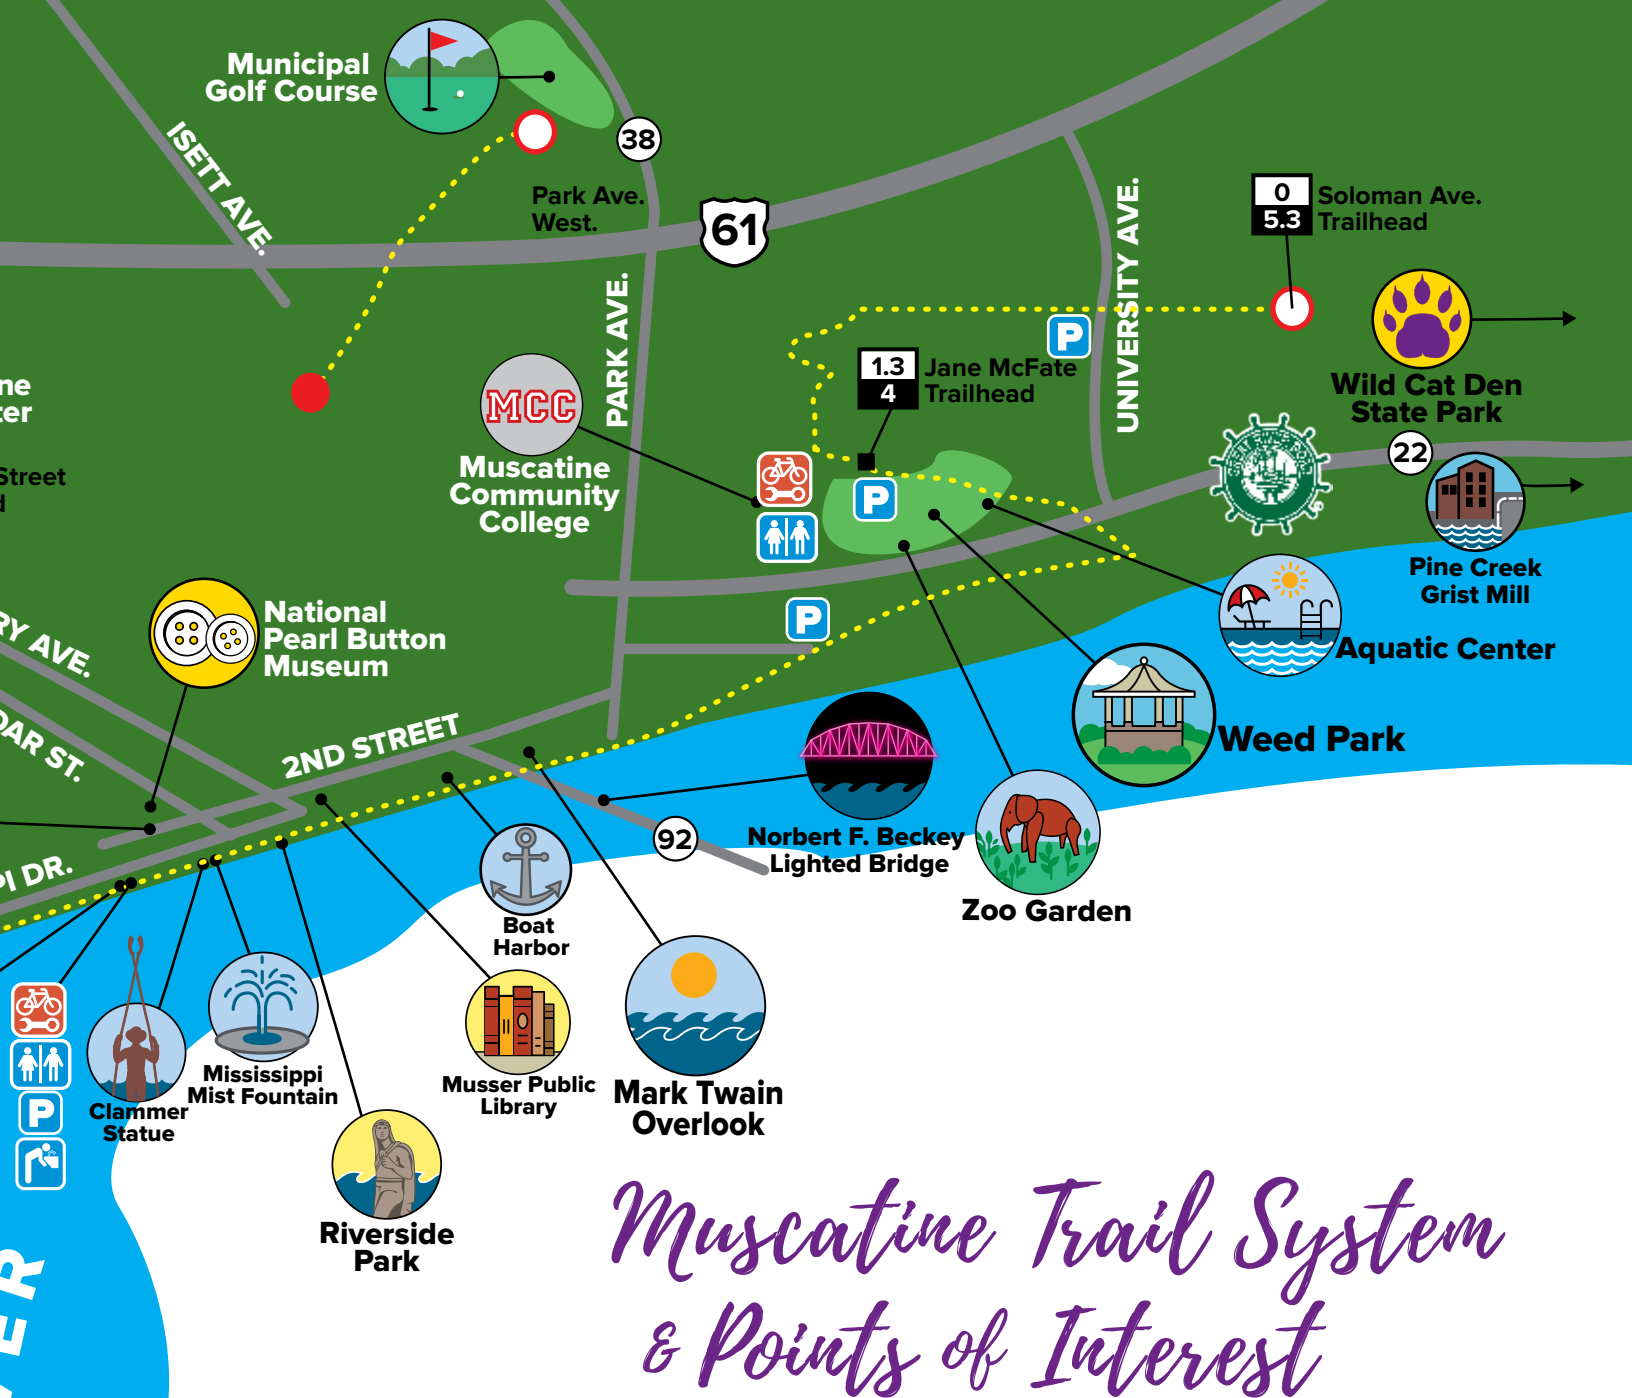 Municipal
Golf Course
38
ISETT AVE.
Park Ave.
West.
61
UNIVERSITY AVE.
0
5.3
Soloman Ave.
Trailhead
PARK AVE.
P
1.3
4
Jane McFate
Trailhead
Wild Cat Den
State Park
MCC
Muscatine
Community
College
Street
22
P
Pine Creek
Grist Mill
National
Pearl Button
Museum
P
Aquatic Center
AVE.
ST.
2ND STREET
Weed Park
92
Norbert F. Beckey
Lighted Bridge
DR.
Zoo Garden
Boat
Harbor
Mississippi
Mist Fountain
Musser Public
Library
Mark Twain
Overlook
Clammer
Statue
P
Riverside
Park
Muscatine Trail System
& Points of Interest